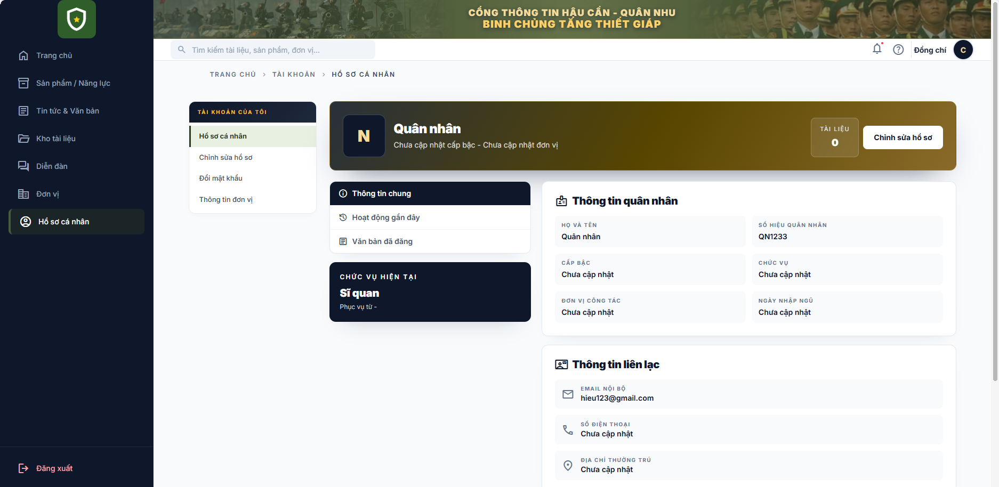 CỔNG THÔNG TIN HẬU CẦN - QUÂN NHU
BINH CHỦNG TĂNG THIẾT GIÁP
Tìm kiếm tài liệu, sản phẩm, đơn vị...
Đồng chí
C
Trang chủ
Sản phẩm / Năng lực
Tin tức & Văn bản
Kho tài liệu
Diễn đàn
Đơn vị
Hồ sơ cá nhân
Đăng xuất
TRANG CHỦ › TÀI KHOẢN › HỒ SƠ CÁ NHÂN
TÀI KHOẢN CỦA TÔI
Hồ sơ cá nhân
Chỉnh sửa hồ sơ
Đổi mật khẩu
Thông tin đơn vị
N
Quân nhân
Chưa cập nhật cấp bậc - Chưa cập nhật đơn vị
TÀI LIỆU
0
Chỉnh sửa hồ sơ
Thông tin chung
Hoạt động gần đây
Văn bản đã đăng
CHỨC VỤ HIỆN TẠI
Sĩ quan
Phục vụ từ -
Thông tin quân nhân
HỌ VÀ TÊN
Quân nhân
SỐ HIỆU QUÂN NHÂN
QN1233
CẤP BẬC
Chưa cập nhật
CHỨC VỤ
Chưa cập nhật
ĐƠN VỊ CÔNG TÁC
Chưa cập nhật
NGÀY NHẬP NGŨ
Chưa cập nhật
Thông tin liên lạc
EMAIL NỘI BỘ
hieu123@gmail.com
SỐ ĐIỆN THOẠI
Chưa cập nhật
ĐỊA CHỈ THƯỜNG TRÚ
Chưa cập nhật